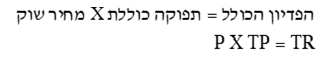 הפדיון הכולל = תפוקה כוללת X מחיר שוק
P X TP = TR